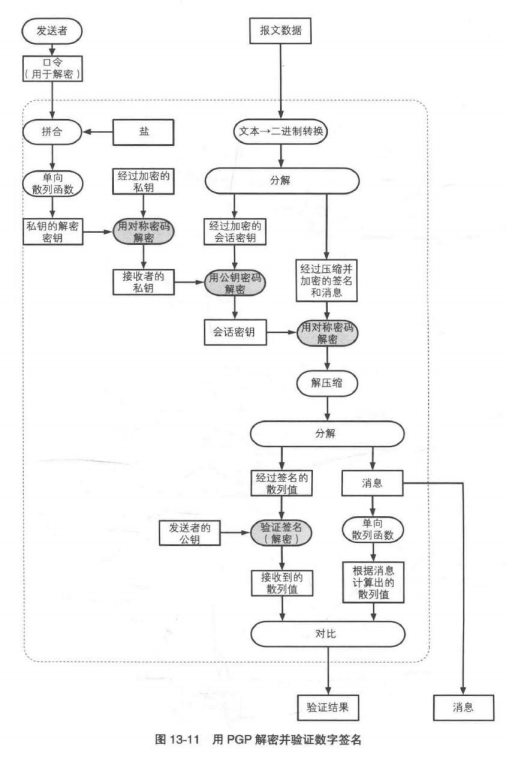 发送者
报文数据
口令
(用于解密)
拼合
盐
文本→二进制转换
单向
散列函数
经过加密的
私钥
分解
私钥的解密
密钥
用对称密码
解密
经过加密的
会话密钥
经过压缩并
加密的签名
和消息
接收者的
私钥
用公钥密码
解密
会话密钥
用对称密码
解密
解压缩
分解
经过签名的
散列值
消息
发送者的
公钥
验证签名
(解密)
单向
散列函数
接收到的
散列值
根据消息
计算出的
散列值
对比
验证结果
消息
图 13-11 用 PGP 解密并验证数字签名